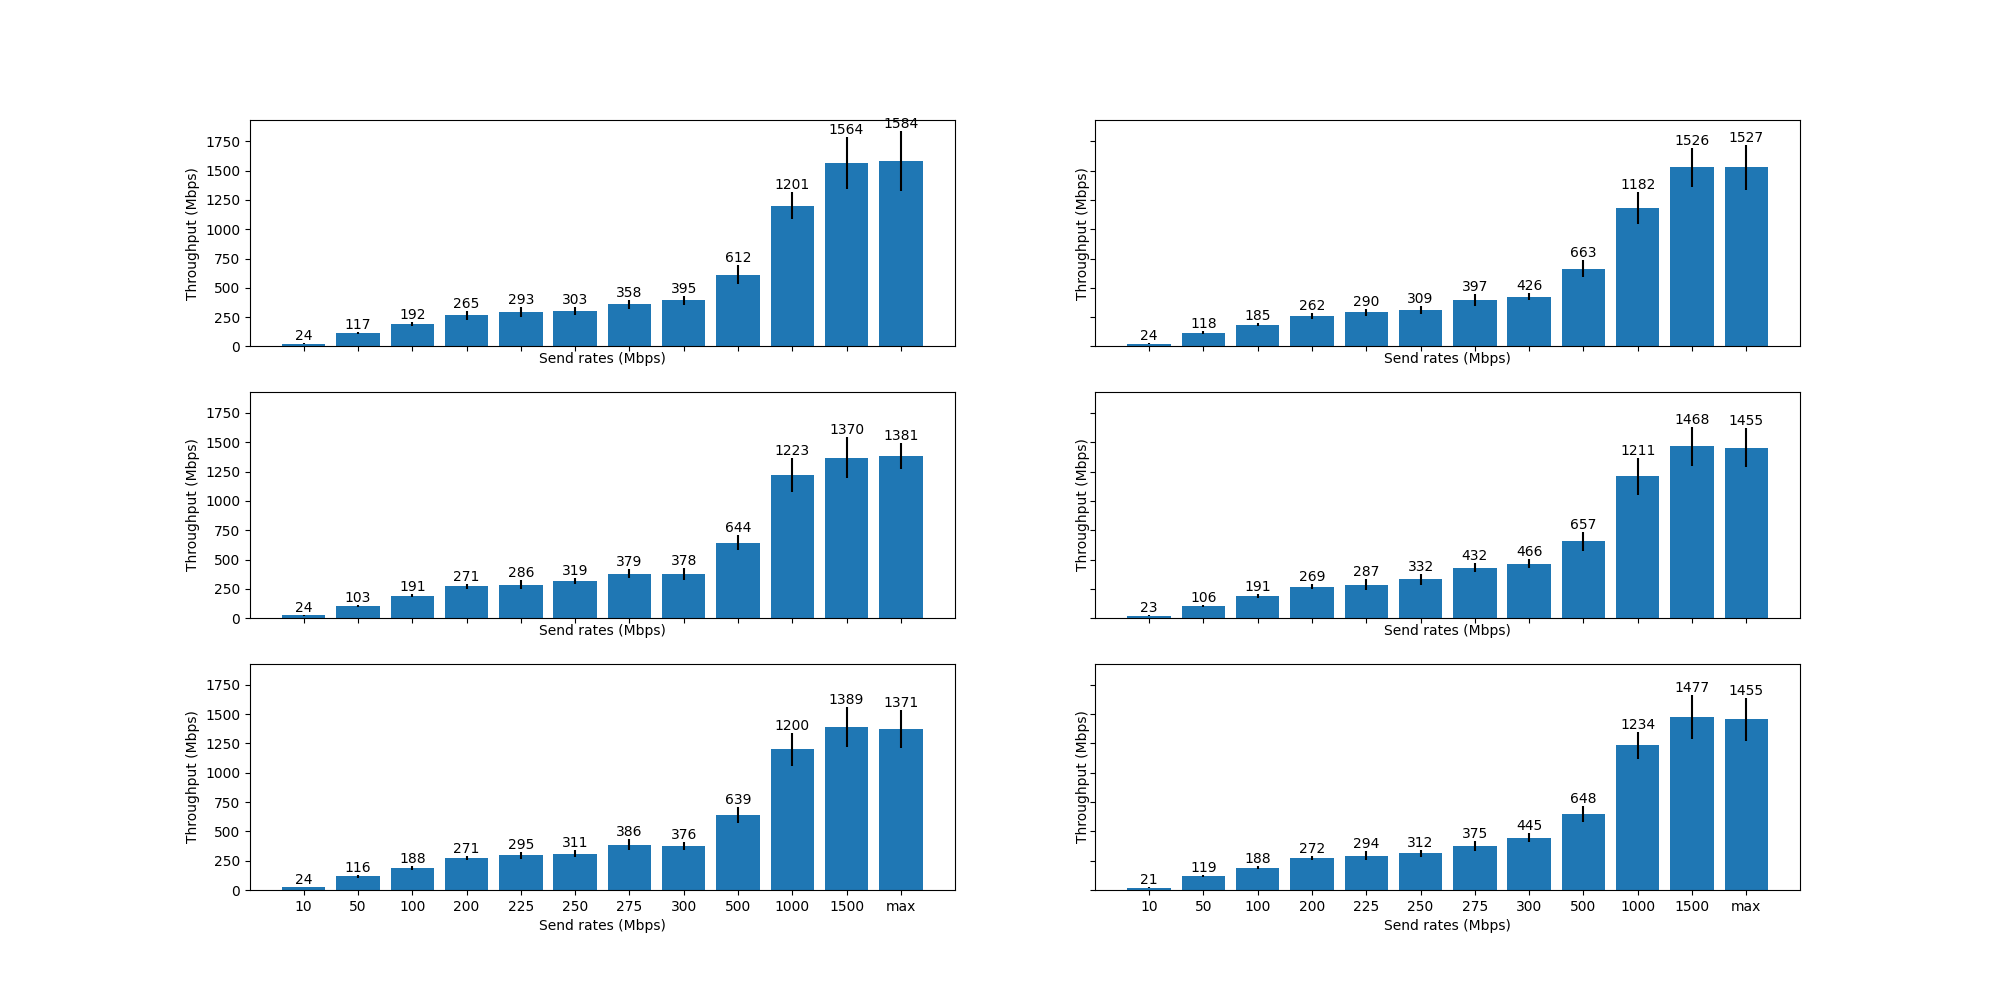 1750
1500
1250
1000
750
500
250
0
Throughput (Mbps)
24 117 192 265 293 303 358 395 612 1201 1564 1584
Send rates (Mbps)
Throughput (Mbps)
24 118 185 262 290 309 397 426 663 1182 1526 1527
Send rates (Mbps)
1750
1500
1250
1000
750
500
250
0
Throughput (Mbps)
24 103 191 271 286 319 379 378 644 1223 1370 1381
Send rates (Mbps)
Throughput (Mbps)
23 106 191 269 287 332 432 466 657 1211 1468 1455
Send rates (Mbps)
1750
1500
1250
1000
750
500
250
0
Throughput (Mbps)
24 116 188 271 295 311 386 376 639 1200 1389 1371
10 50 100 200 225 250 275 300 500 1000 1500 max
Send rates (Mbps)
Throughput (Mbps)
21 119 188 272 294 312 375 445 648 1234 1477 1455
10 50 100 200 225 250 275 300 500 1000 1500 max
Send rates (Mbps)